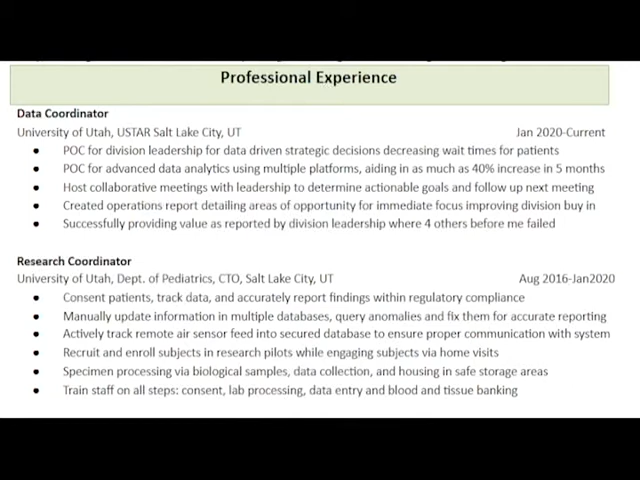 Professional Experience
Data Coordinator
University of Utah, USTAR Salt Lake City, UT Jan 2020-Current
● POC for division leadership for data driven strategic decisions decreasing wait times for patients
● POC for advanced data analytics using multiple platforms, aiding in as much as 40% increase in 5 months
● Host collaborative meetings with leadership to determine actionable goals and follow up next meeting
● Created operations report detailing areas of opportunity for immediate focus improving division buy in
● Successfully providing value as reported by division leadership where 4 others before me failed
Research Coordinator
University of Utah, Dept. of Pediatrics, CTO, Salt Lake City, UT Aug 2016-Jan2020
● Consent patients, track data, and accurately report findings within regulatory compliance
● Manually update information in multiple databases, query anomalies and fix them for accurate reporting
● Actively track remote air sensor feed into secured database to ensure proper communication with system
● Recruit and enroll subjects in research pilots while engaging subjects via home visits
● Specimen processing via biological samples, data collection, and housing in safe storage areas
● Train staff on all steps: consent, lab processing, data entry and blood and tissue banking